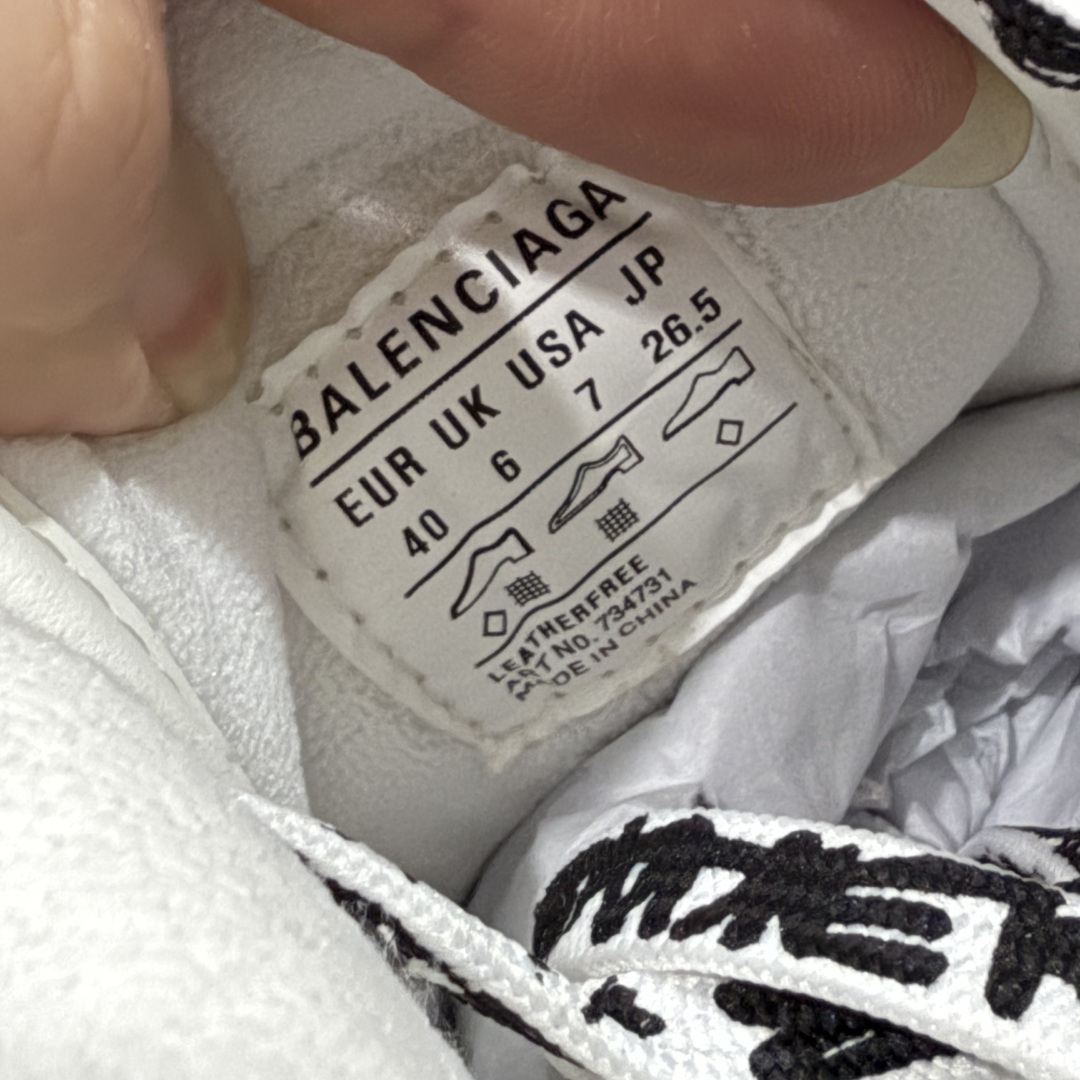 BALENCIAGA
EUR UK USA JP
40 6 7 26.5
LEATHERFREE
ART NO. 734731
MADE IN CHINA